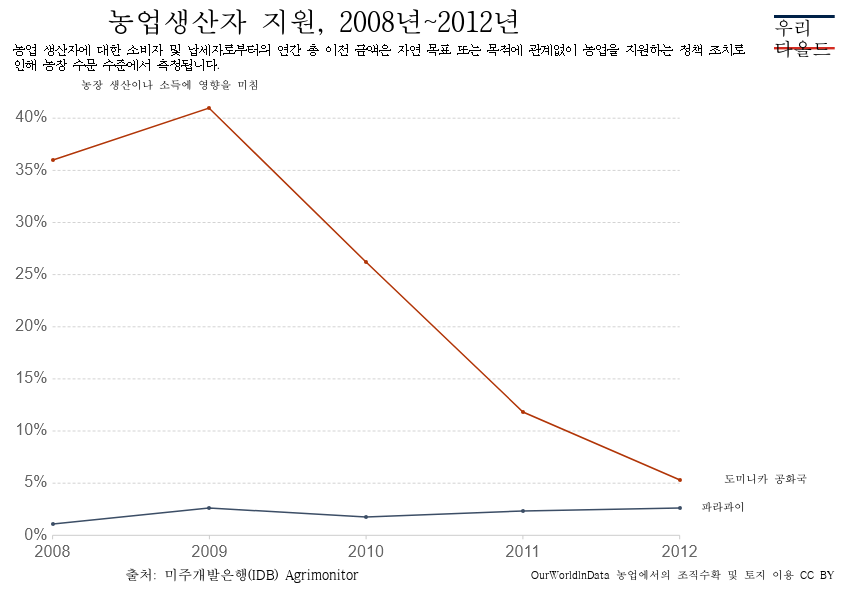 농업생산자 지원, 2008년~2012년
우리
다올드
농업 생산자에 대한 소비자 및 납세자로부터의 연간 총 이전 금액은 자연 목표 또는 목적에 관계없이 농업을 지원하는 정책 조치로
인해 농장 수문 수준에서 측정됩니다.
농장 생산이나 소득에 영향을 미침
40%
35%
30%
25%
20%
15%
10%
5%
0%
도미니카 공화국
파라과이
2008 2009 2010 2011 2012
출처: 미주개발은행(IDB) Agrimonitor
OurWorldInData 농업에서의 조직수확 및 토지 이용 CC BY